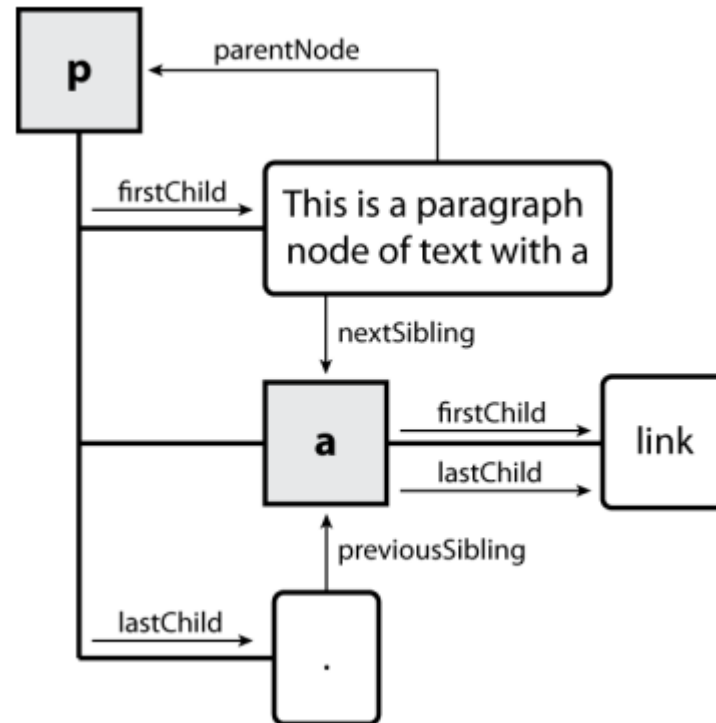 parentNode
p
firstChild
This is a paragraph
node of text with a
nextSibling
a
firstChild
link
lastChild
previousSibling
lastChild
.